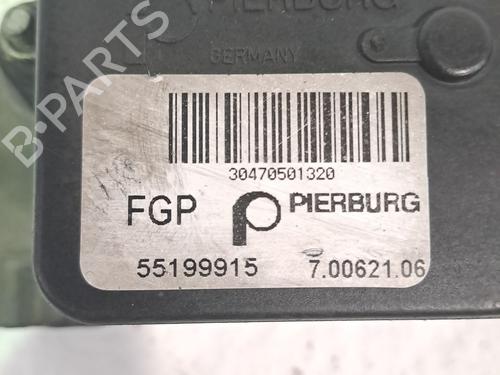 PIERBURG
GERMANY
30470501320
FGP PIERBURG
55199915 7.00621.06
B-PARTS